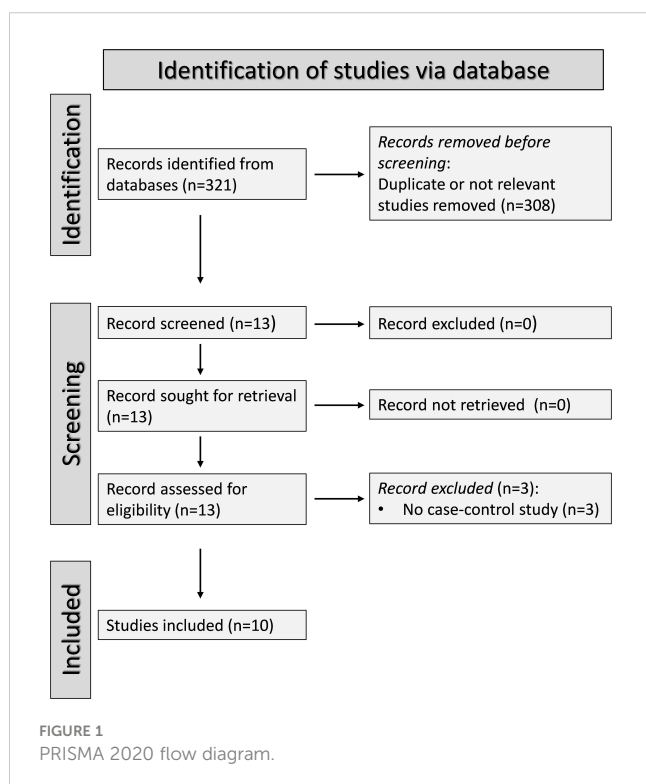 Identification of studies via database
Identification
Records identified from
databases (n=321)
Records removed before
screening:
Duplicate or not relevant
studies removed (n=308)
Screening
Record screened (n=13)
Record excluded (n=0)
Record sought for retrieval
(n=13)
Record not retrieved (n=0)
Record assessed for
eligibility (n=13)
Record excluded (n=3):
• No case-control study (n=3)
Included
Studies included (n=10)
FIGURE 1
PRISMA 2020 flow diagram.